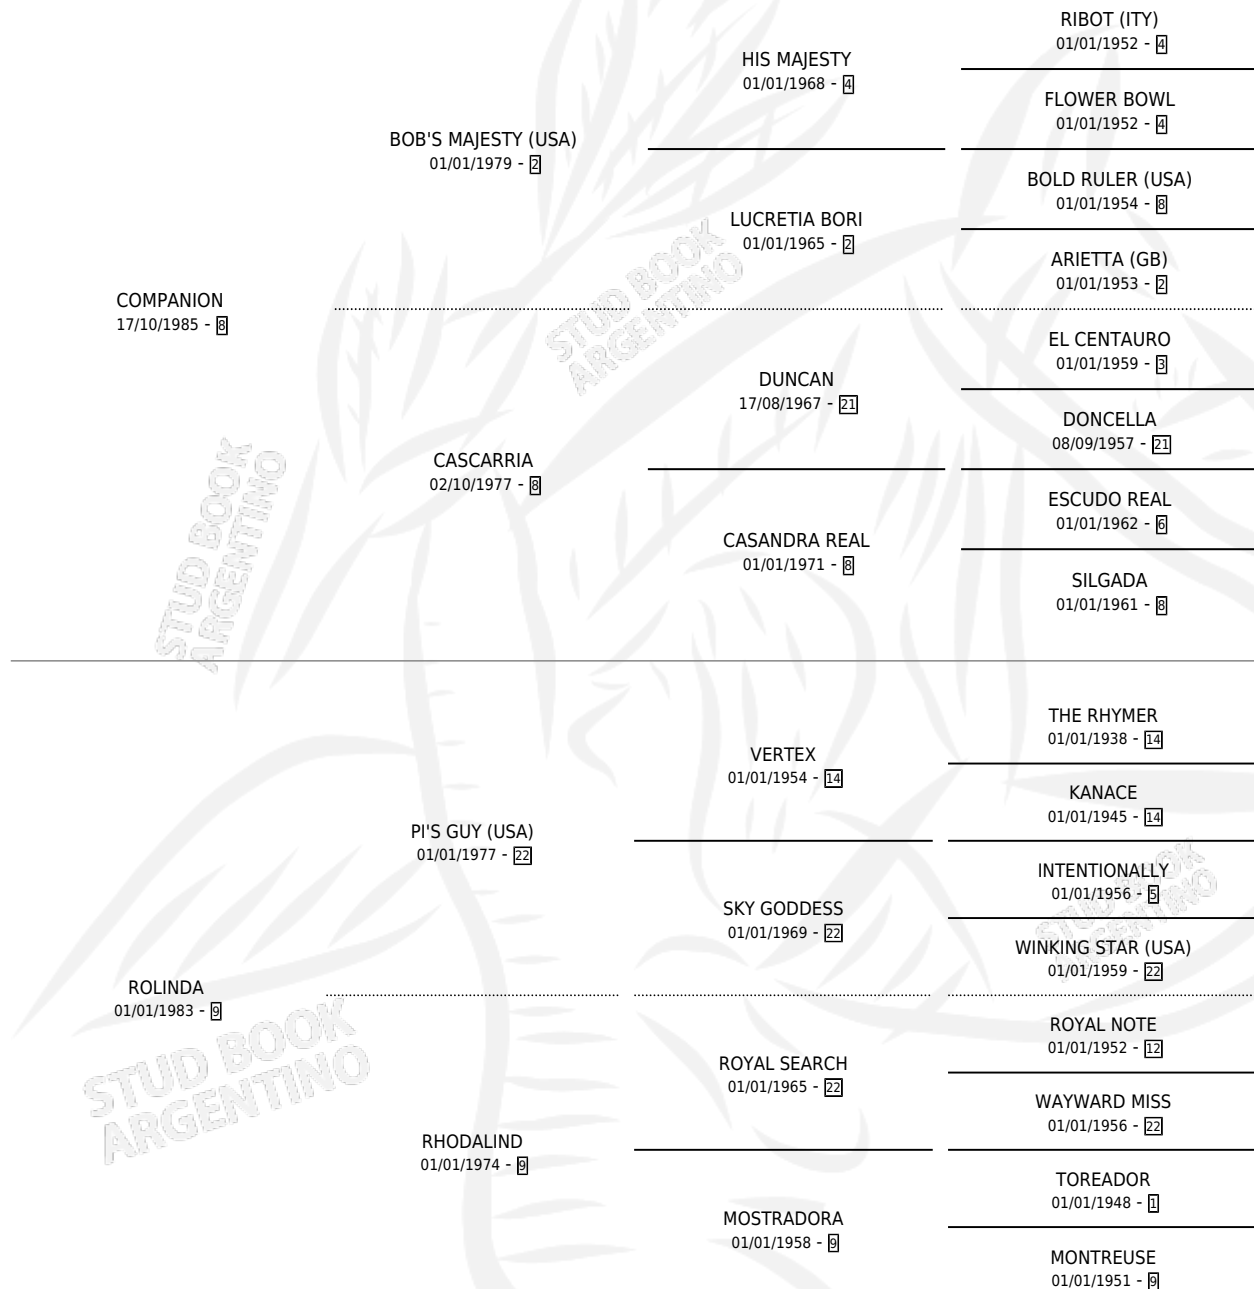 RIBOT (ITY)
01/01/1952 - 4
HIS MAJESTY
01/01/1968 - 4
FLOWER BOWL
01/01/1952 - 4
BOB'S MAJESTY (USA)
01/01/1979 - 2
BOLD RULER (USA)
01/01/1954 - 8
LUCRETIA BORI
01/01/1965 - 2
ARIETTA (GB)
01/01/1953 - 2
COMPANION
17/10/1985 - 8
STUD BOOK
ARGENTINO
EL CENTAURO
01/01/1959 - 3
DUNCAN
17/08/1967 - 21
DONCELLA
08/09/1957 - 21
CASCARRIA
02/10/1977 - 8
ESCUDO REAL
01/01/1962 - 6
CASANDRA REAL
01/01/1971 - 8
SILGADA
01/01/1961 - 8
STUD BOOK
ARGENTINO
THE RHYMER
01/01/1938 - 14
VERTEX
01/01/1954 - 14
KANACE
01/01/1945 - 14
PI'S GUY (USA)
01/01/1977 - 22
INTENTIONALLY
01/01/1956 - 5
SKY GODDESS
01/01/1969 - 22
WINKING STAR (USA)
01/01/1959 - 22
STUD BOOK
ARGENTINO
ROLINDA
01/01/1983 - 9
STUD BOOK
ARGENTINO
ROYAL NOTE
01/01/1952 - 12
ROYAL SEARCH
01/01/1965 - 22
WAYWARD MISS
01/01/1956 - 22
RHODALIND
01/01/1974 - 9
TOREADOR
01/01/1948 - 1
MOSTRADORA
01/01/1958 - 9
MONTREUSE
01/01/1951 - 9